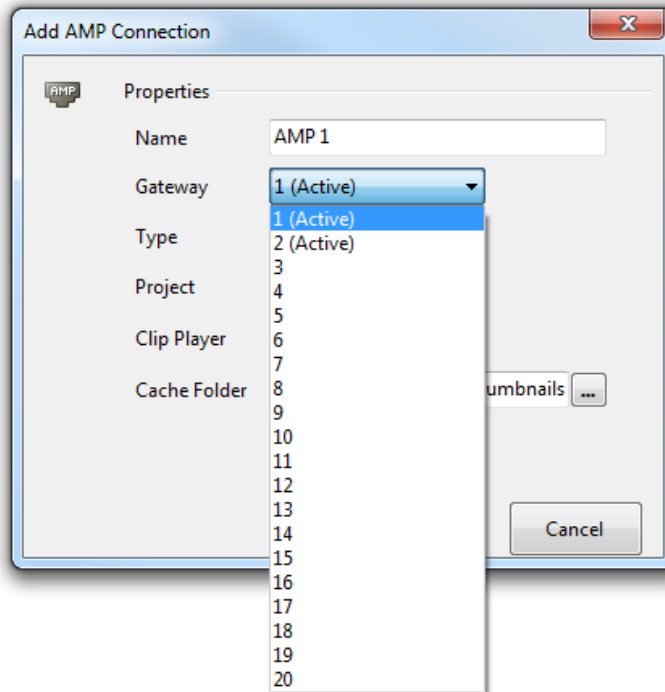 Add AMP Connection
AMP
Properties
Name
AMP 1
Gateway
1 (Active)
1 (Active)
2 (Active)
Type
3
Project
4
5
Clip Player
6
7
Cache Folder
8
umbnails ...
9
10
11
12
13
14
Cancel
15
16
17
18
19
20